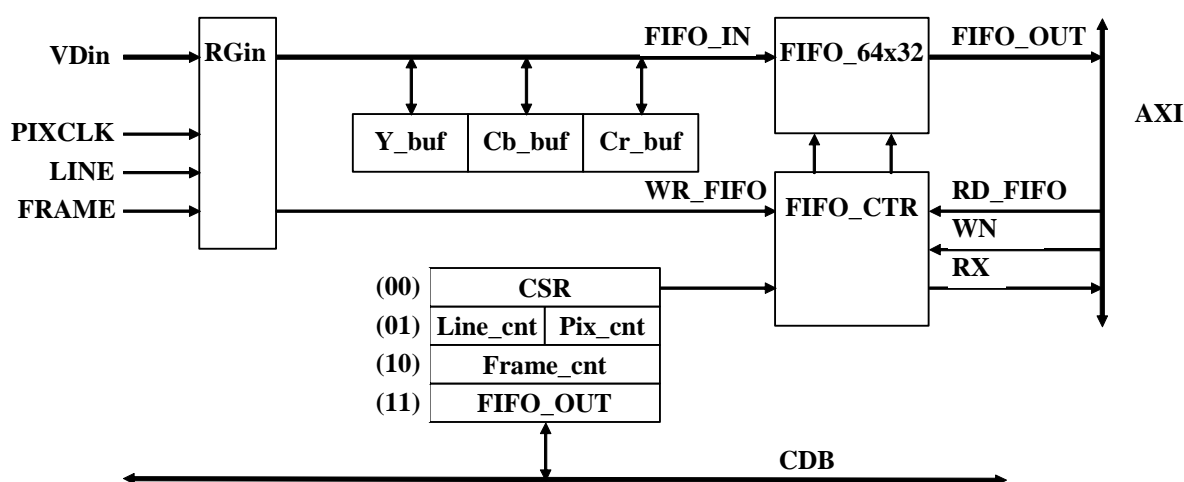 VDin
RGin
FIFO_IN
FIFO_64x32
FIFO_OUT
AXI
PIXCLK
LINE
FRAME
Y_buf
Cb_buf
Cr_buf
WR_FIFO
FIFO_CTR
RD_FIFO
WN
RX
(00) CSR
(01) Line_cnt Pix_cnt
(10) Frame_cnt
(11) FIFO_OUT
CDB